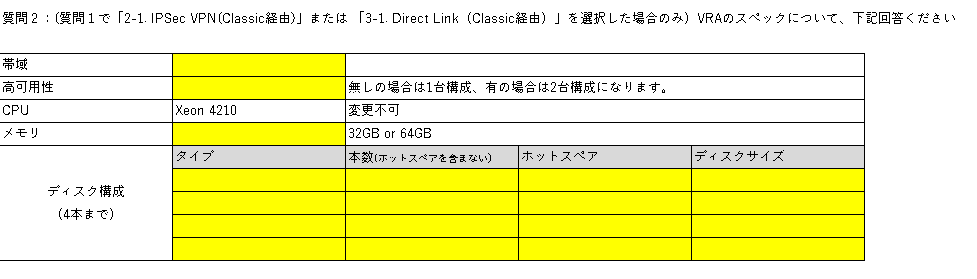 質問２：(質問１で「2-1. IPSec VPN(Classic経由)」または 「3-1. Direct Link（Classic経由）」を選択した場合のみ）VRAのスペックについて、下記回答ください
帯域
高可用性 無しの場合は1台構成、有の場合は2台構成になります。
CPU Xeon 4210 変更不可
メモリ 32GB or 64GB
タイプ 本数(ホットスペアを含まない) ホットスペア ディスクサイズ
ディスク構成
（4本まで）